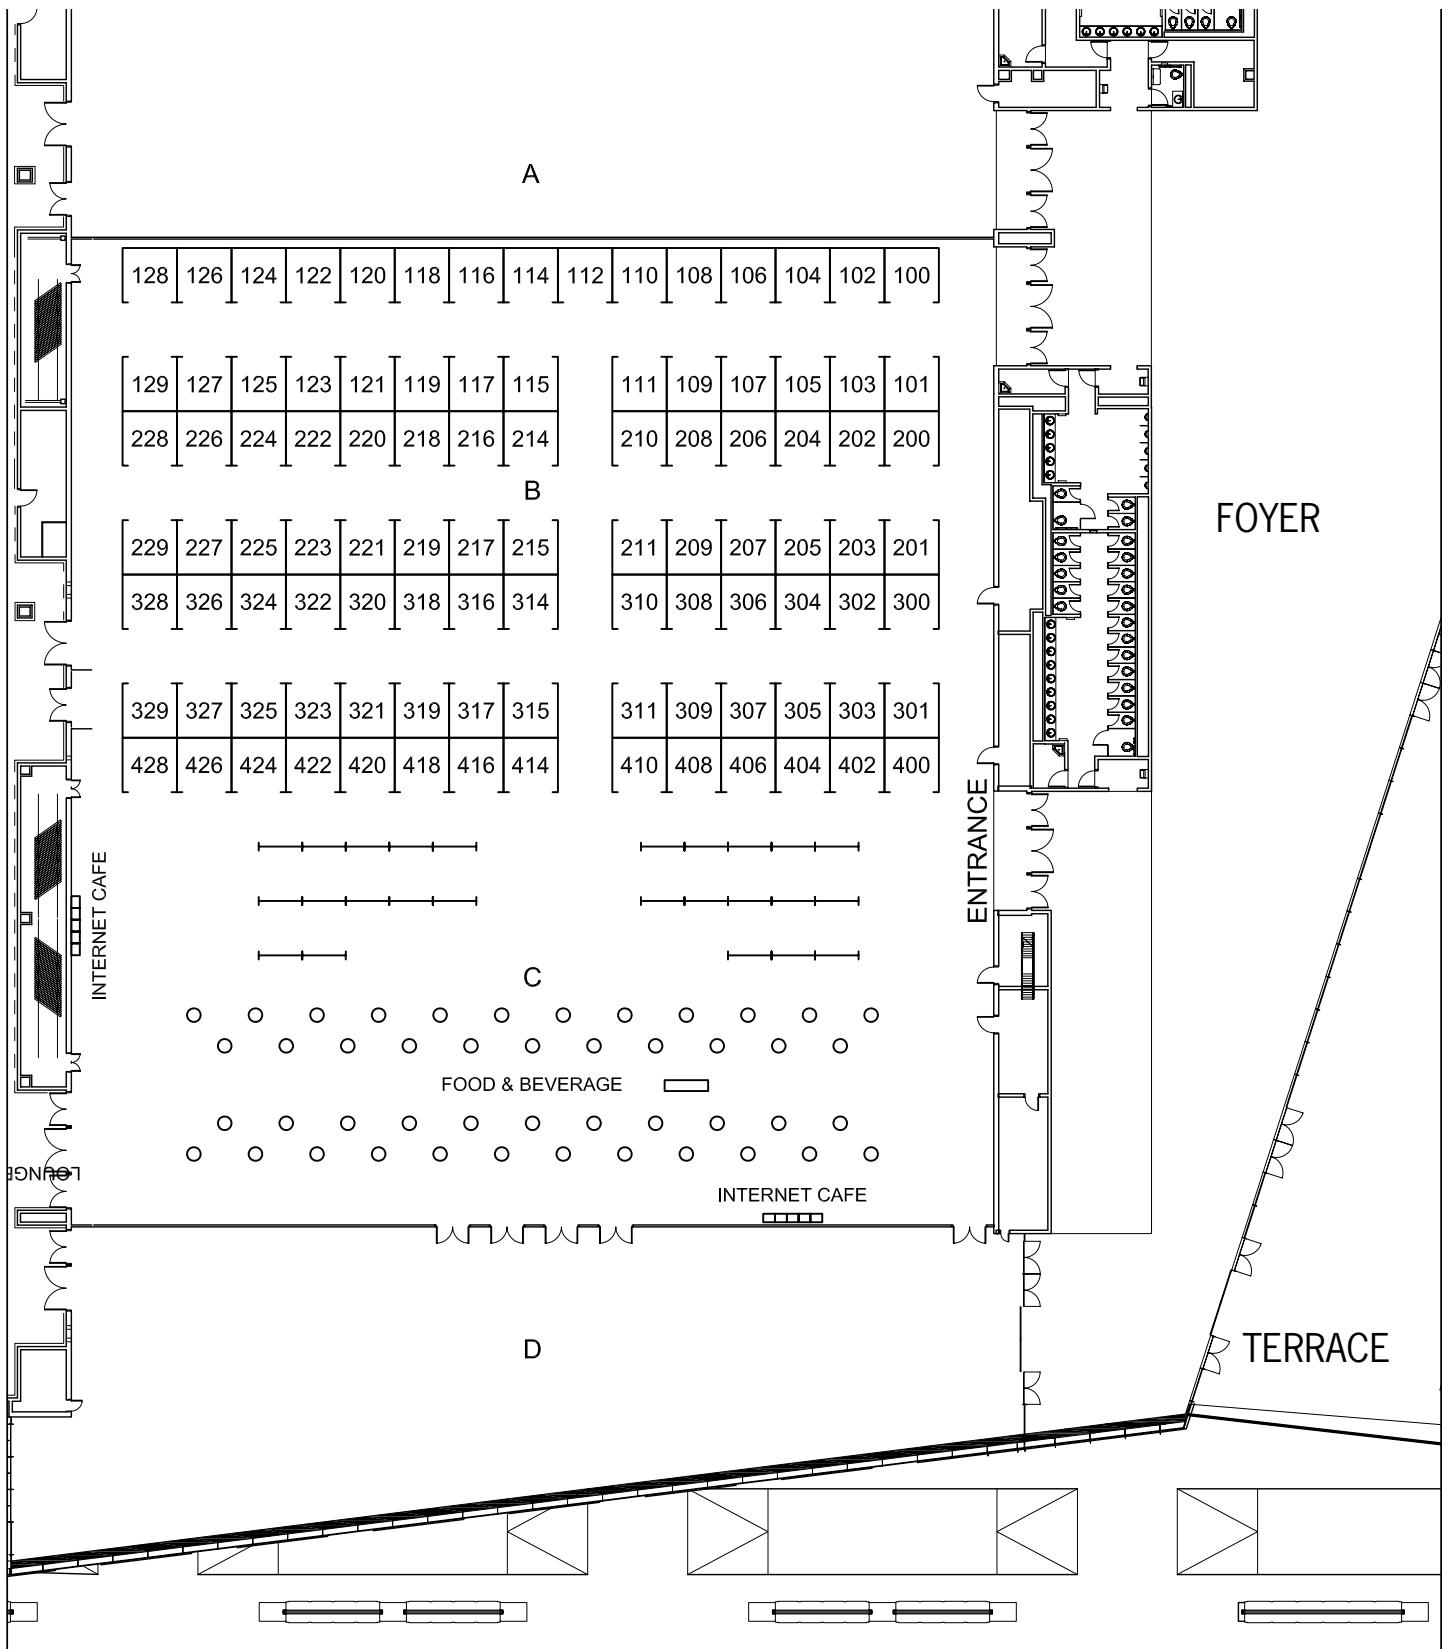 A
128 126 124 122 120 118 116 114 112 110 108 106 104 102 100
129 127 125 123 121 119 117 115 111 109 107 105 103 101
228 226 224 222 220 218 216 214 210 208 206 204 202 200
B
FOYER
229 227 225 223 221 219 217 215 211 209 207 205 203 201
328 326 324 322 320 318 316 314 310 308 306 304 302 300
329 327 325 323 321 319 317 315 311 309 307 305 303 301
428 426 424 422 420 418 416 414 410 408 406 404 402 400
ENTRANCE
INTERNET CAFE
C
FOOD & BEVERAGE
LOUNGE
INTERNET CAFE
D
TERRACE